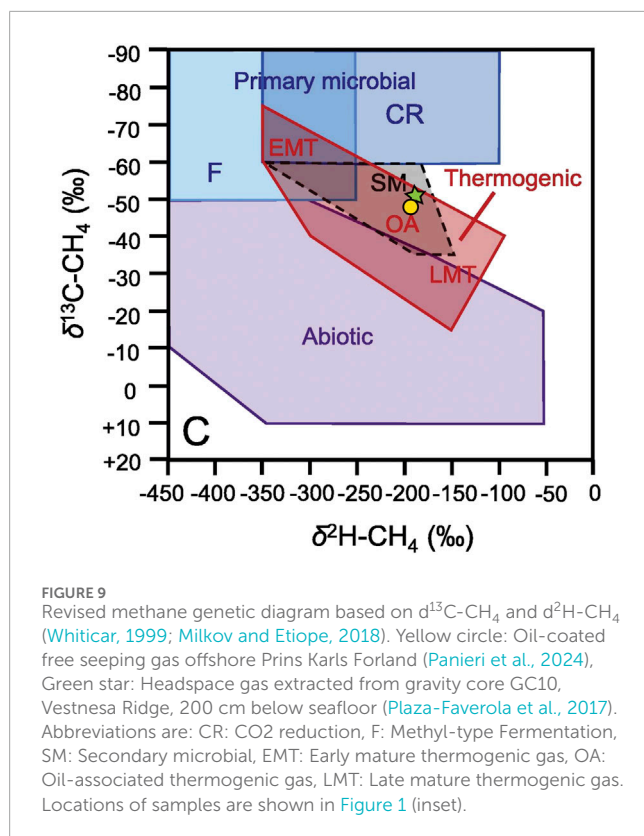 -90
-80
-70
-60
-50
-40
-30
-20
-10
0
+10
+20
δ13C-CH4 (‰)
Primary microbial
CR
EMT
F
SM
Thermogenic
OA
LMT
Abiotic
C
-450 -400 -350 -300 -250 -200 -150 -100 -50 0
δ2H-CH4 (‰)
FIGURE 9
Revised methane genetic diagram based on d13C-CH4 and d2H-CH4
(Whiticar, 1999; Milkov and Etiope, 2018). Yellow circle: Oil-coated
free seeping gas offshore Prins Karls Forland (Panieri et al., 2024),
Green star: Headspace gas extracted from gravity core GC10,
Vestnesa Ridge, 200 cm below seafloor (Plaza-Faverola et al., 2017).
Abbreviations are: CR: CO2 reduction, F: Methyl-type Fermentation,
SM: Secondary microbial, EMT: Early mature thermogenic gas, OA:
Oil-associated thermogenic gas, LMT: Late mature thermogenic gas.
Locations of samples are shown in Figure 1 (inset).